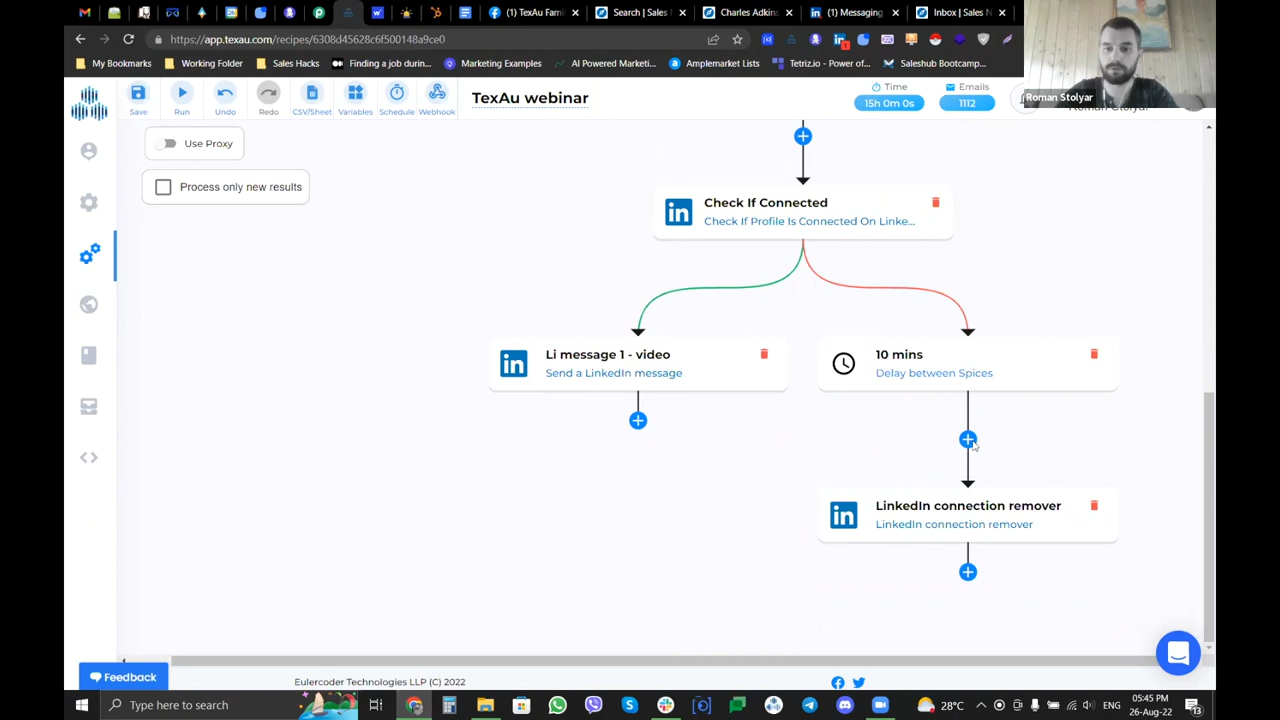 (1) TexAu Fam
Search | Sales
Charles Adkins
(1) Messaging
Inbox | Sales N
https://app.texau.com/recipes/6308d45628c6f500148a9ce0
My Bookmarks
Working Folder
Sales Hacks
Finding a job durin...
Marketing Examples
AI Powered Marketi...
Amplemarket Lists
Tetriz.io - Power of...
Saleshub Bootcamp...
Save
Run
Undo
Redo
CSV/Sheet
Variables
Schedule
Webhook
TexAu webinar
Time
15h 0m 0s
Emails
1112
Roman Stolyar
Use Proxy
Process only new results
Check If Connected
Check If Profile Is Connected On Linke...
Li message 1 - video
Send a LinkedIn message
10 mins
Delay between Spices
LinkedIn connection remover
LinkedIn connection remover
Feedback
Eulercoder Technologies LLP (C) 2022
Type here to search
28°C
ENG
05:45 PM
26-Aug-22
13